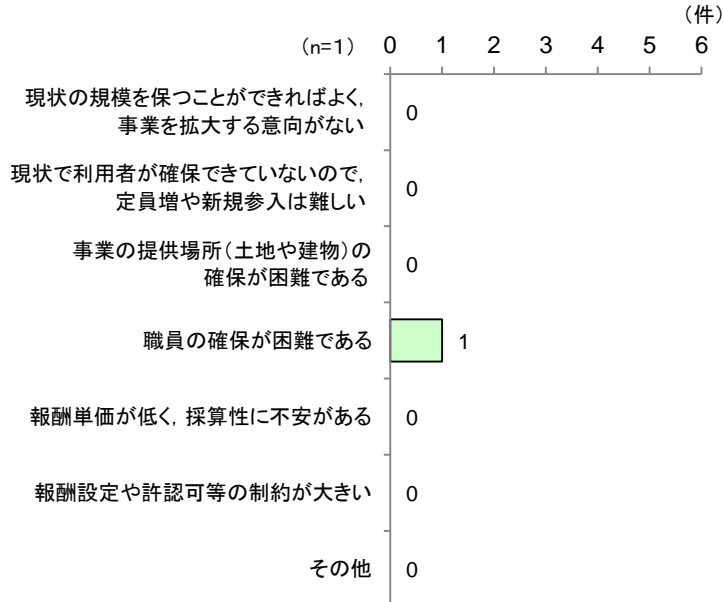 （件）
（n=1） 0 1 2 3 4 5 6
現状の規模を保つことができればよく，
事業を拡大する意向がない 0
現状で利用者が確保できていないので，
定員増や新規参入は難しい 0
事業の提供場所（土地や建物）の
確保が困難である 0
職員の確保が困難である 1
報酬単価が低く，採算性に不安がある 0
報酬設定や許認可等の制約が大きい 0
その他 0